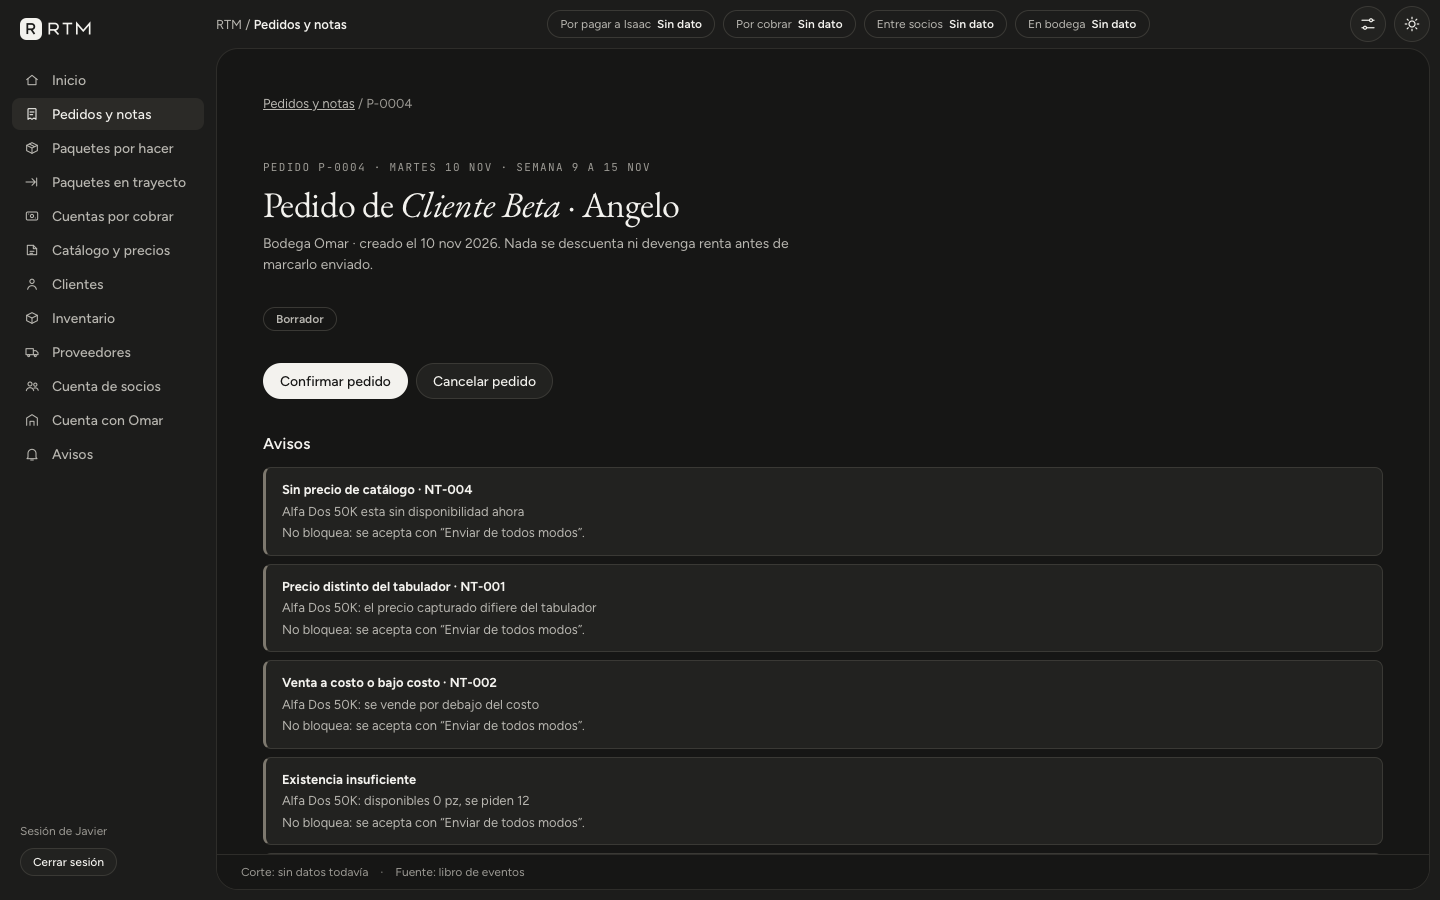 R RTM
RTM / Pedidos y notas
Por pagar a Isaac Sin dato
Por cobrar Sin dato
Entre socios Sin dato
En bodega Sin dato
Inicio
Pedidos y notas
Paquetes por hacer
Paquetes en trayecto
Cuentas por cobrar
Catálogo y precios
Clientes
Inventario
Proveedores
Cuenta de socios
Cuenta con Omar
Avisos
Sesión de Javier
Cerrar sesión
Pedidos y notas / P-0004
PEDIDO P-0004 · MARTES 10 NOV · SEMANA 9 A 15 NOV
Pedido de Cliente Beta · Angelo
Bodega Omar · creado el 10 nov 2026. Nada se descuenta ni devenga renta antes de
marcarlo enviado.
Borrador
Confirmar pedido
Cancelar pedido
Avisos
Sin precio de catálogo · NT-004
Alfa Dos 50K esta sin disponibilidad ahora
No bloquea: se acepta con “Enviar de todos modos”.
Precio distinto del tabulador · NT-001
Alfa Dos 50K: el precio capturado difiere del tabulador
No bloquea: se acepta con “Enviar de todos modos”.
Venta a costo o bajo costo · NT-002
Alfa Dos 50K: se vende por debajo del costo
No bloquea: se acepta con “Enviar de todos modos”.
Existencia insuficiente
Alfa Dos 50K: disponibles 0 pz, se piden 12
No bloquea: se acepta con “Enviar de todos modos”.
Corte: sin datos todavía · Fuente: libro de eventos